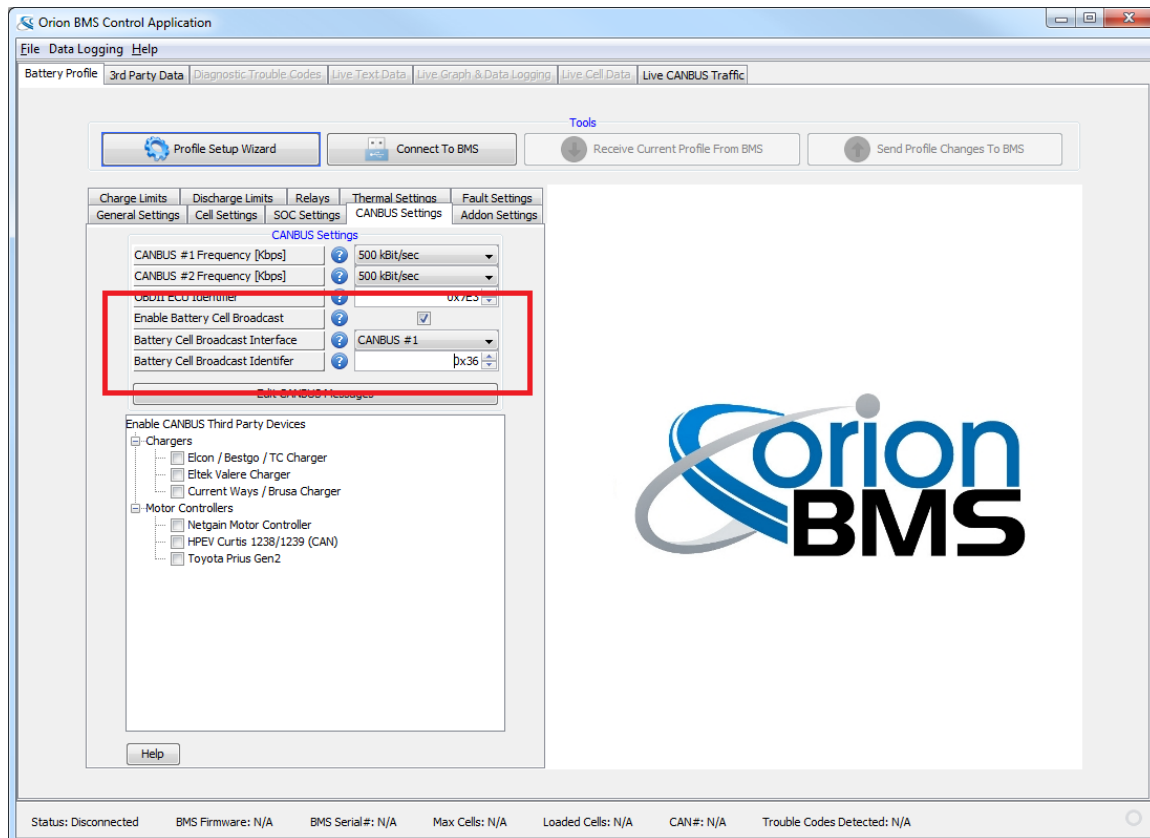 Orion BMS Control Application
File Data Logging Help
Battery Profile 3rd Party Data Diagnostic Trouble Codes Live Text Data Live Graph & Data Logging Live Cell Data Live CANBUS Traffic
Tools
Profile Setup Wizard Connect To BMS Receive Current Profile From BMS Send Profile Changes To BMS
Charge Limits Discharge Limits Relays Thermal Settings Fault Settings
General Settings Cell Settings SOC Settings CANBUS Settings Addon Settings
CANBUS Settings
CANBUS #1 Frequency [Kbps] ? 500 kBit/sec
CANBUS #2 Frequency [Kbps] ? 500 kBit/sec
OBDII ECU Identifier ? 0x7E3
Enable Battery Cell Broadcast ?
Battery Cell Broadcast Interface ? CANBUS #1
Battery Cell Broadcast Identifer ? 0x36
Edit CANBUS Messages
Enable CANBUS Third Party Devices
Chargers
Elcon / Bestgo / TC Charger
Eltek Valere Charger
Current Ways / Brusa Charger
Motor Controllers
Netgain Motor Controller
HPEV Curtis 1238/1239 (CAN)
Toyota Prius Gen2
Help
orion
BMS
Status: Disconnected BMS Firmware: N/A BMS Serial#: N/A Max Cells: N/A Loaded Cells: N/A CAN#: N/A Trouble Codes Detected: N/A